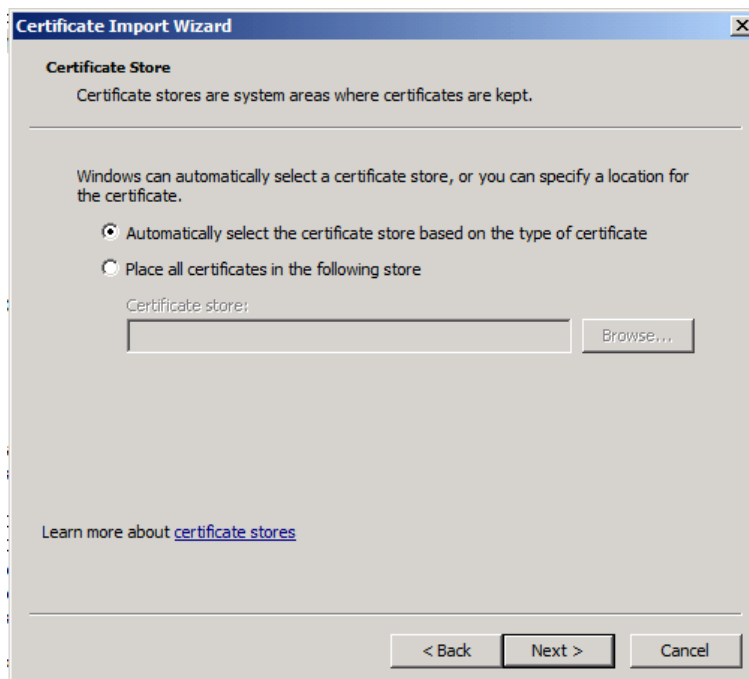 Certificate Import Wizard
Certificate Store
Certificate stores are system areas where certificates are kept.
Windows can automatically select a certificate store, or you can specify a location for
the certificate.
Automatically select the certificate store based on the type of certificate
Place all certificates in the following store
Certificate store:
Browse...
Learn more about certificate stores
< Back Next > Cancel